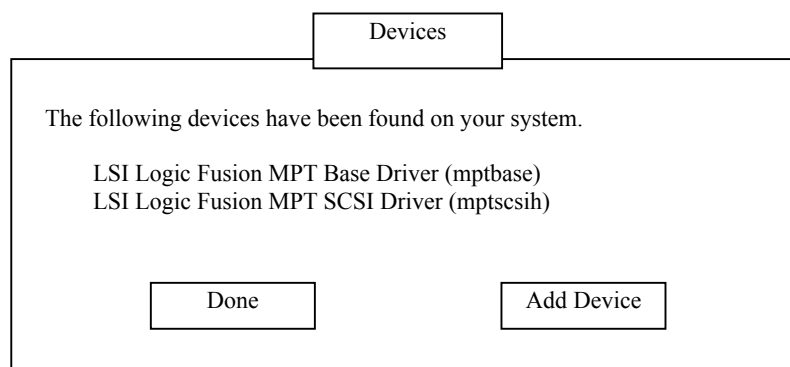 Devices
The following devices have been found on your system.
LSI Logic Fusion MPT Base Driver (mptbase)
LSI Logic Fusion MPT SCSI Driver (mptscsih)
Done Add Device